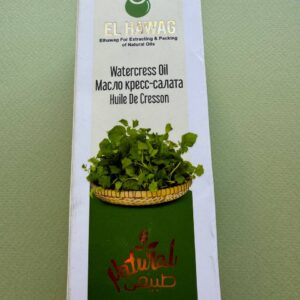 EL HAWAG
Elhawag For Extracting & Packing
of Natural Oils
Watercress Oil
Масло кресс-салата
Huile De Cresson
Natural
طبيعي